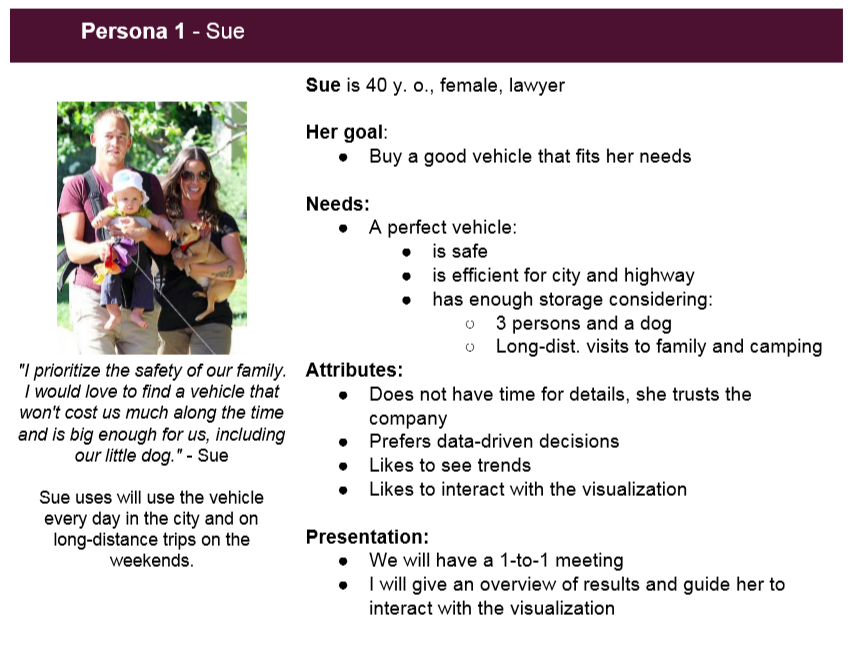 Persona 1 - Sue
Sue is 40 y. o., female, lawyer
Her goal:
● Buy a good vehicle that fits her needs
Needs:
● A perfect vehicle:
● is safe
● is efficient for city and highway
● has enough storage considering:
○ 3 persons and a dog
○ Long-dist. visits to family and camping
Attributes:
● Does not have time for details, she trusts the
company
● Prefers data-driven decisions
● Likes to see trends
● Likes to interact with the visualization
Presentation:
● We will have a 1-to-1 meeting
● I will give an overview of results and guide her to
interact with the visualization
"I prioritize the safety of our family.
I would love to find a vehicle that
won't cost us much along the time
and is big enough for us, including
our little dog." - Sue
Sue uses will use the vehicle
every day in the city and on
long-distance trips on the
weekends.